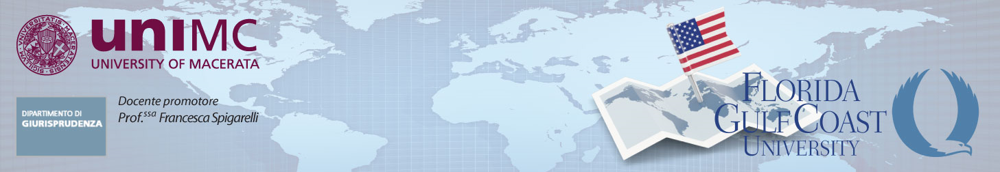 uniMC
UNIVERSITY OF MACERATA
DIPARTIMENTO DI
GIURISPRUDENZA
Docente promotore
Prof.ssa Francesca Spigarelli
FLORIDA
GULF COAST
UNIVERSITY